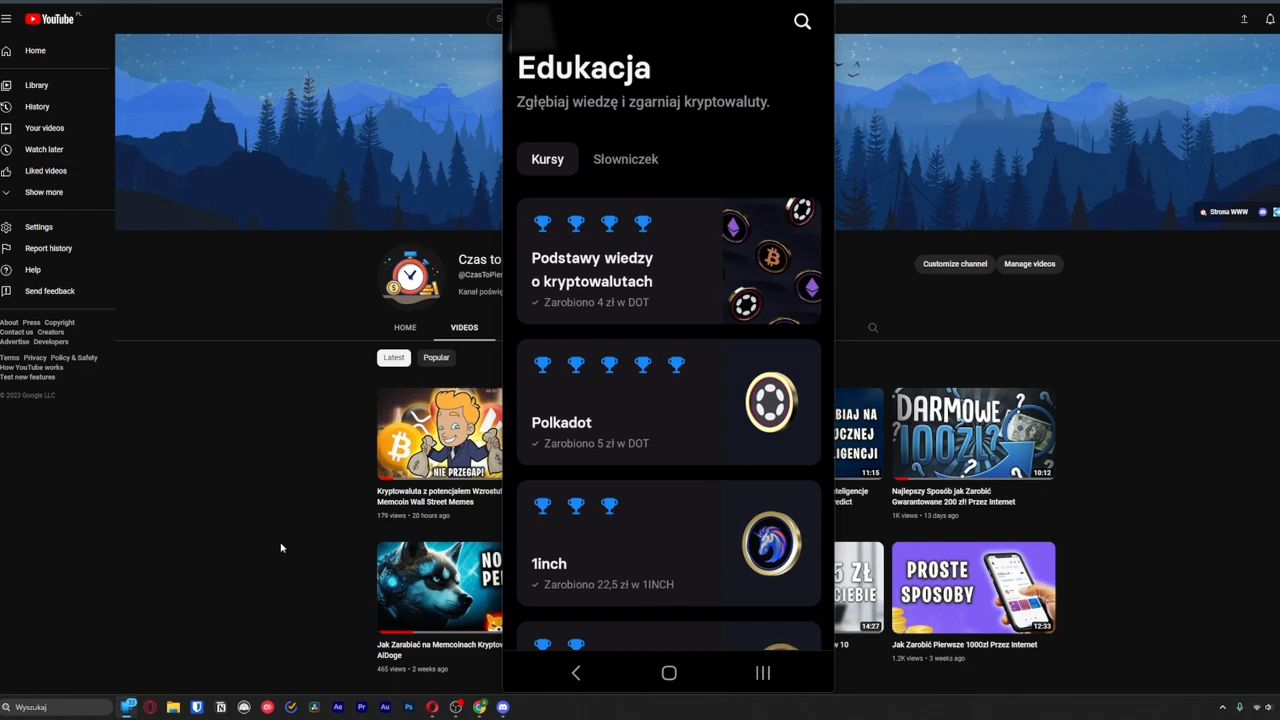 YouTube PL
Home
Library
History
Your videos
Watch later
Liked videos
Show more
Settings
Report history
Help
Send feedback
About Press Copyright
Contact us Creators
Advertise Developers
Terms Privacy Policy & Safety
How YouTube works
Test new features
© 2023 Google LLC
Strona WWW
Czas to
Customize channel
Manage videos
HOME
VIDEOS
Latest
Popular
Edukacja
Zgłębiaj wiedzę i zgarniaj kryptowaluty.
Kursy
Słowniczek
Podstawy wiedzy
o kryptowalutach
Zarobiono 4 zł w DOT
Polkadot
Zarobiono 5 zł w DOT
1inch
Zarobiono 22,5 zł w 1INCH
NIE PRZEGAP!
Kryptowaluta z potencjałem Wzrostu!
Memcoin Wall Street Memes
179 views • 20 hours ago
11:15
DARMOWE
100ZŁ?
10:12
Najlepszy Sposób jak Zarobić
Gwarantowane 200 zł! Przez Internet
1K views • 13 days ago
Jak Zarabiać na Memcoinach Kryptow
AiDoge
465 views • 2 weeks ago
14:27
PROSTE
SPOSOBY
12:33
Jak Zarobić Pierwsze 1000zł Przez Internet
1.2K views • 3 weeks ago
Wyszukaj
Ae
Pr
Au
Ps